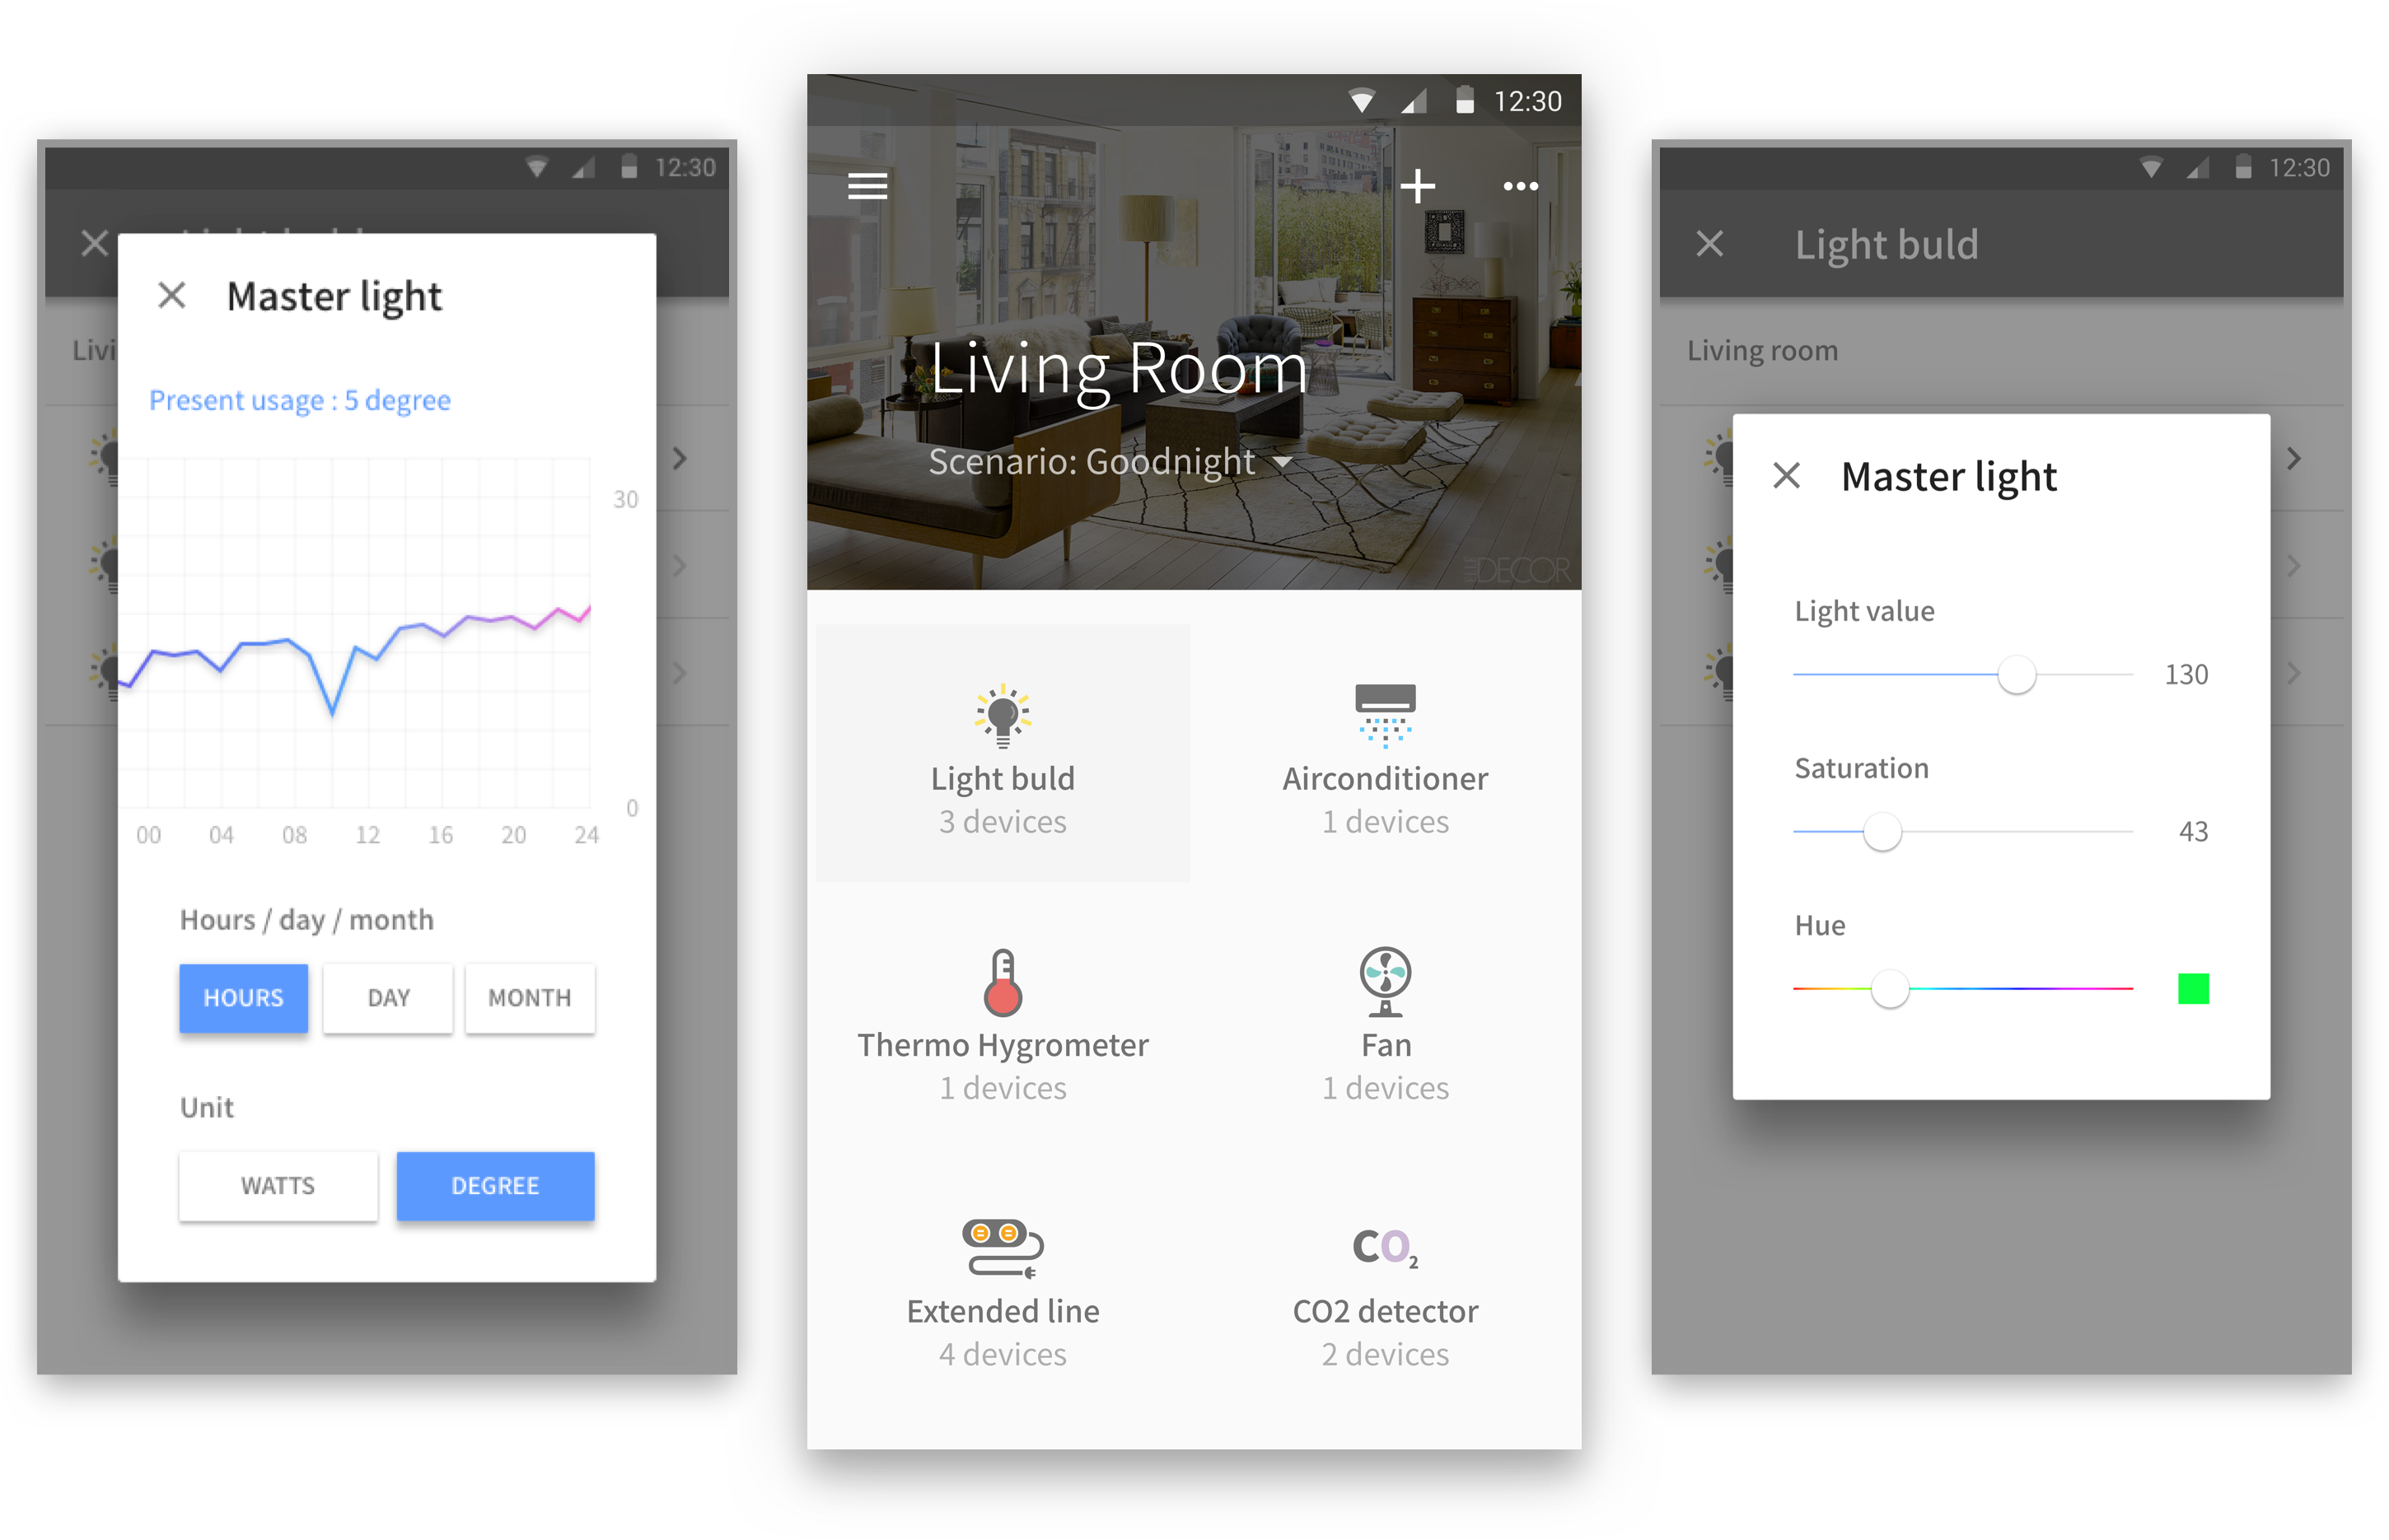 12:30
Master light
Livi
Present usage : 5 degree
30
0
00 04 08 12 16 20 24
Hours / day / month
HOURS DAY MONTH
Unit
WATTS DEGREE
12:30
Living Room
Scenario: Goodnight
DECOR
Light buld
3 devices
Airconditioner
1 devices
Thermo Hygrometer
1 devices
Fan
1 devices
Extended line
4 devices
CO2
CO2 detector
2 devices
12:30
Light buld
Living room
Master light
Light value
130
Saturation
43
Hue